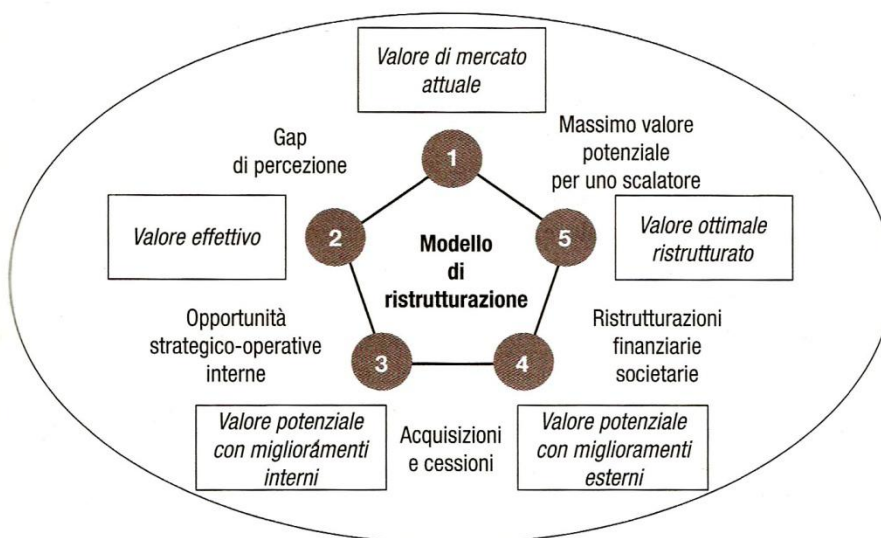 Valore di mercato
attuale
Gap
di percezione
1
Massimo valore
potenziale
per uno scalatore
Valore effettivo
2
Modello
di
ristrutturazione
5
Valore ottimale
ristrutturato
Opportunità
strategico-operative
interne
3
4
Ristrutturazioni
finanziarie
societarie
Valore potenziale
con miglioramenti
interni
Acquisizioni
e cessioni
Valore potenziale
con miglioramenti
esterni